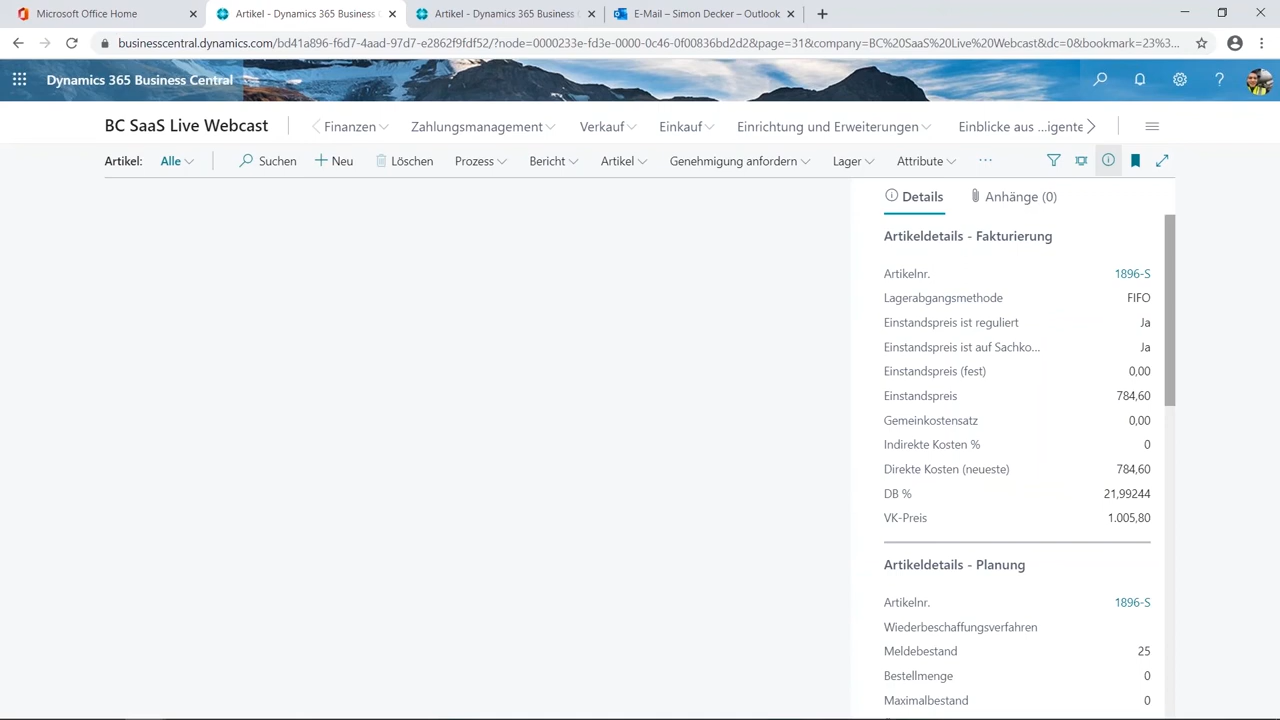 Microsoft Office Home
Artikel - Dynamics 365 Business
Artikel - Dynamics 365 Business
E-Mail – Simon Decker – Outlook
businesscentral.dynamics.com/bd41a896-f6d7-4aad-97d7-e2862f9fdf52/?node=0000233e-fd3e-0000-0c46-0f00836bd2d2&page=31&company=BC%20SaaS%20Live%20Webcast&dc=0&bookmark=23%3...
Dynamics 365 Business Central
BC SaaS Live Webcast
Finanzen
Zahlungsmanagement
Verkauf
Einkauf
Einrichtung und Erweiterungen
Einblicke aus ...igente
Artikel:
Alle
Suchen
Neu
Löschen
Prozess
Bericht
Artikel
Genehmigung anfordern
Lager
Attribute
...
Details
Anhänge (0)
Artikeldetails - Fakturierung
Artikelnr. 1896-S
Lagerabgangsmethode FIFO
Einstandspreis ist reguliert Ja
Einstandspreis ist auf Sachko... Ja
Einstandspreis (fest) 0,00
Einstandspreis 784,60
Gemeinkostensatz 0,00
Indirekte Kosten % 0
Direkte Kosten (neueste) 784,60
DB % 21,99244
VK-Preis 1.005,80
Artikeldetails - Planung
Artikelnr. 1896-S
Wiederbeschaffungsverfahren
Meldebestand 25
Bestellmenge 0
Maximalbestand 0